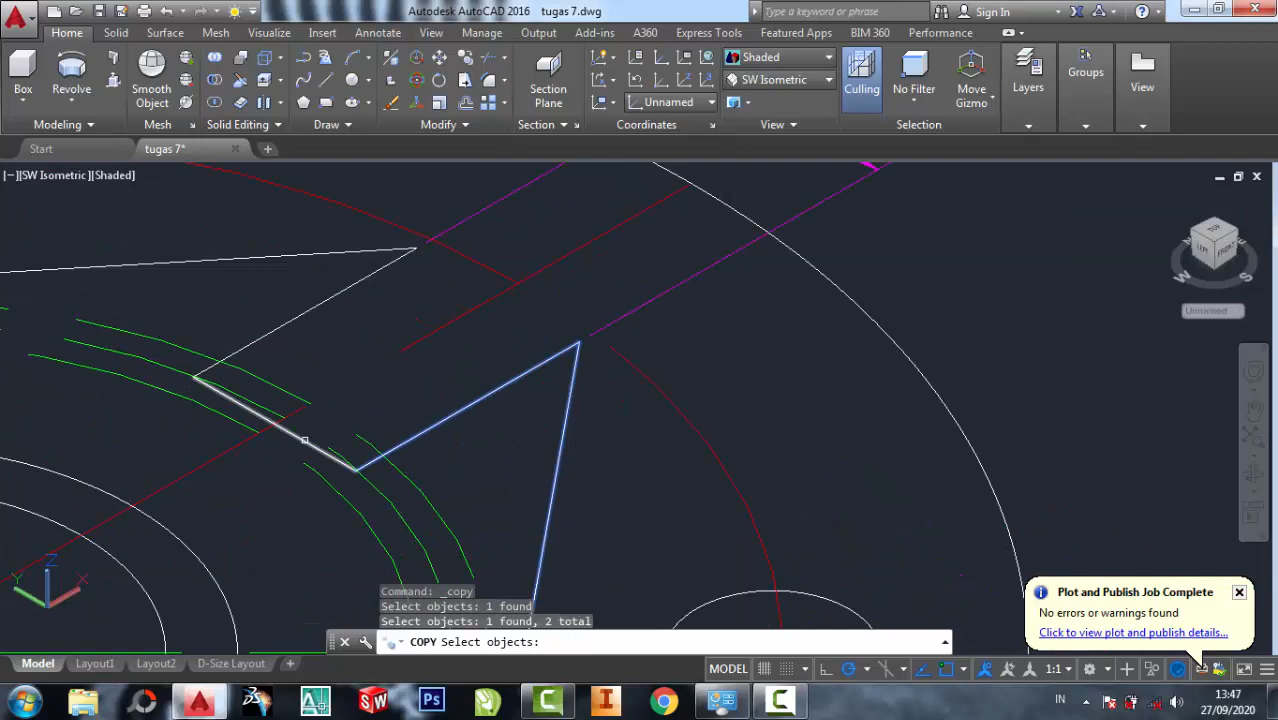 Autodesk AutoCAD 2016 tugas 7.dwg
Type a keyword or phrase
Sign In
Home Solid Surface Mesh Visualize Insert Annotate View Manage Output Add-ins A360 Express Tools Featured Apps BIM 360 Performance
Shaded
SW Isometric
Unnamed
Box Revolve Smooth Object Section Plane Culling No Filter Move Gizmo Layers Groups View
Modeling Mesh Solid Editing Draw Modify Section Coordinates View Selection
Start tugas 7*
[−][SW Isometric][Shaded]
TOP
LEFT FRONT
W S
Unnamed
Z
Y X
Command: _copy
Select objects: 1 found
Select objects: 1 found, 2 total
COPY Select objects:
Plot and Publish Job Complete
No errors or warnings found
Click to view plot and publish details...
Model Layout1 Layout2 D-Size Layout
MODEL
1:1
SW
Ps
IN
13:47
27/09/2020